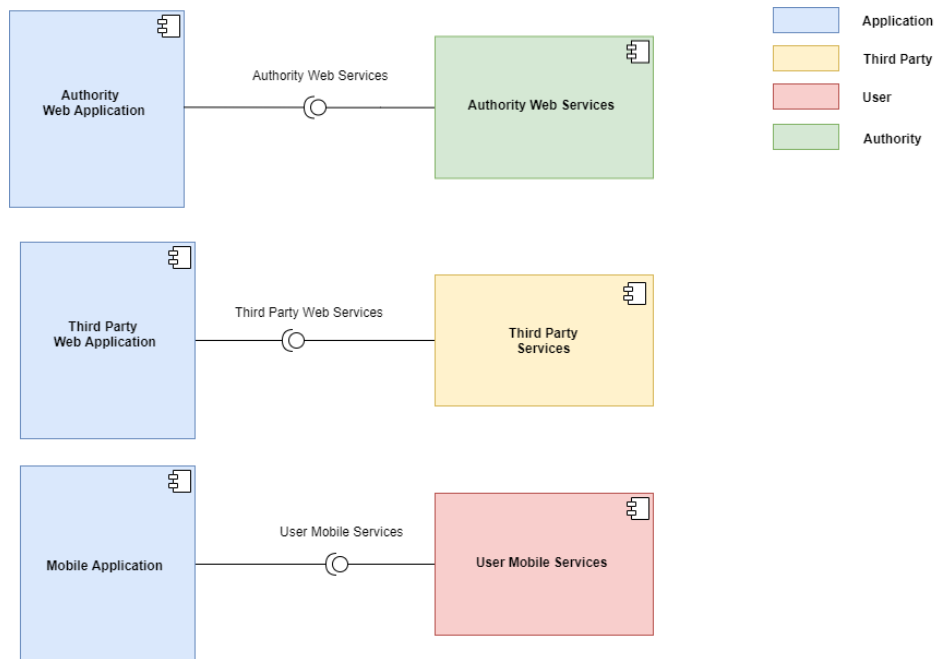 Application
Authority Web Services
Authority
Web Application
Authority Web Services
Third Party
User
Authority
Third Party Web Services
Third Party
Web Application
Third Party
Services
User Mobile Services
Mobile Application
User Mobile Services